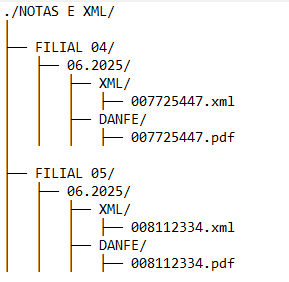 ./NOTAS E XML/
│
├── FILIAL 04/
│   ├── 06.2025/
│   │   ├── XML/
│   │   │   ├── 007725447.xml
│   │   ├── DANFE/
│   │   │   ├── 007725447.pdf
│
├── FILIAL 05/
│   ├── 06.2025/
│   │   ├── XML/
│   │   │   ├── 008112334.xml
│   │   ├── DANFE/
│   │   │   ├── 008112334.pdf